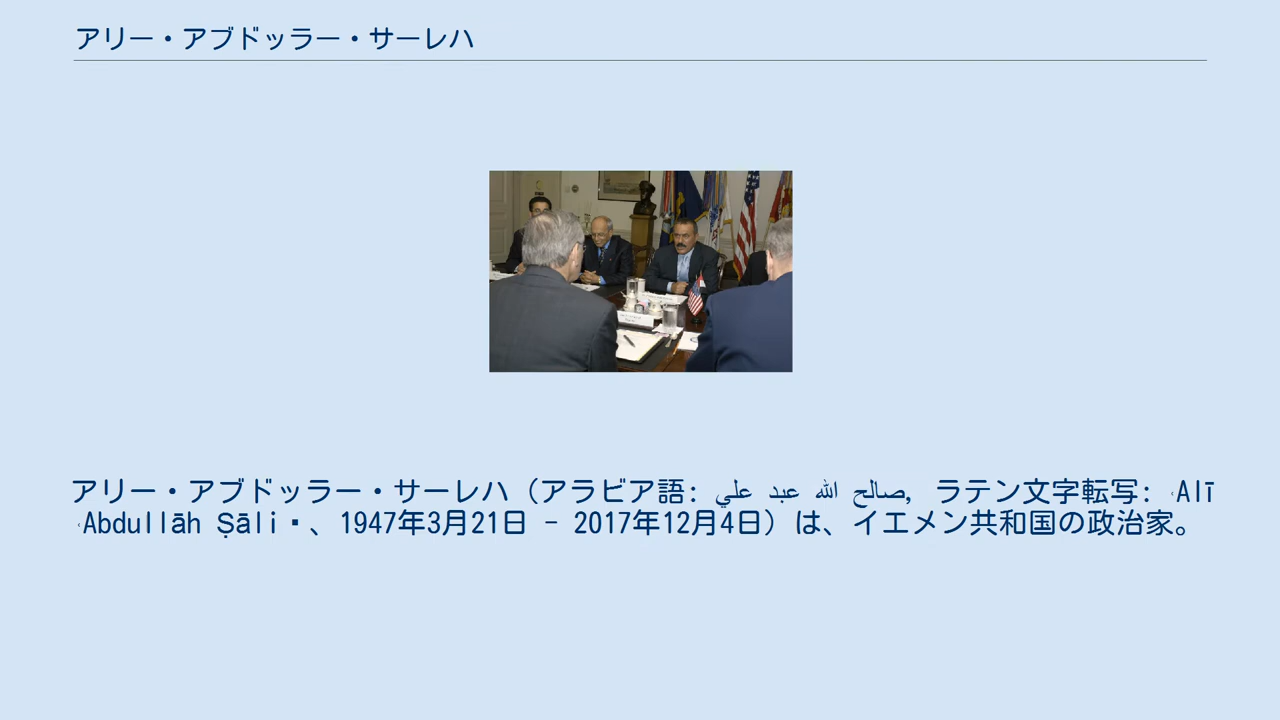 アリー・アブドッラー・サーレハ
アリー・アブドッラー・サーレハ（アラビア語: صالح الله عبد علي, ラテン文字転写: ʿAlī
ʿAbdullāh Ṣāli・、1947年3月21日 - 2017年12月4日）は、イエメン共和国の政治家。